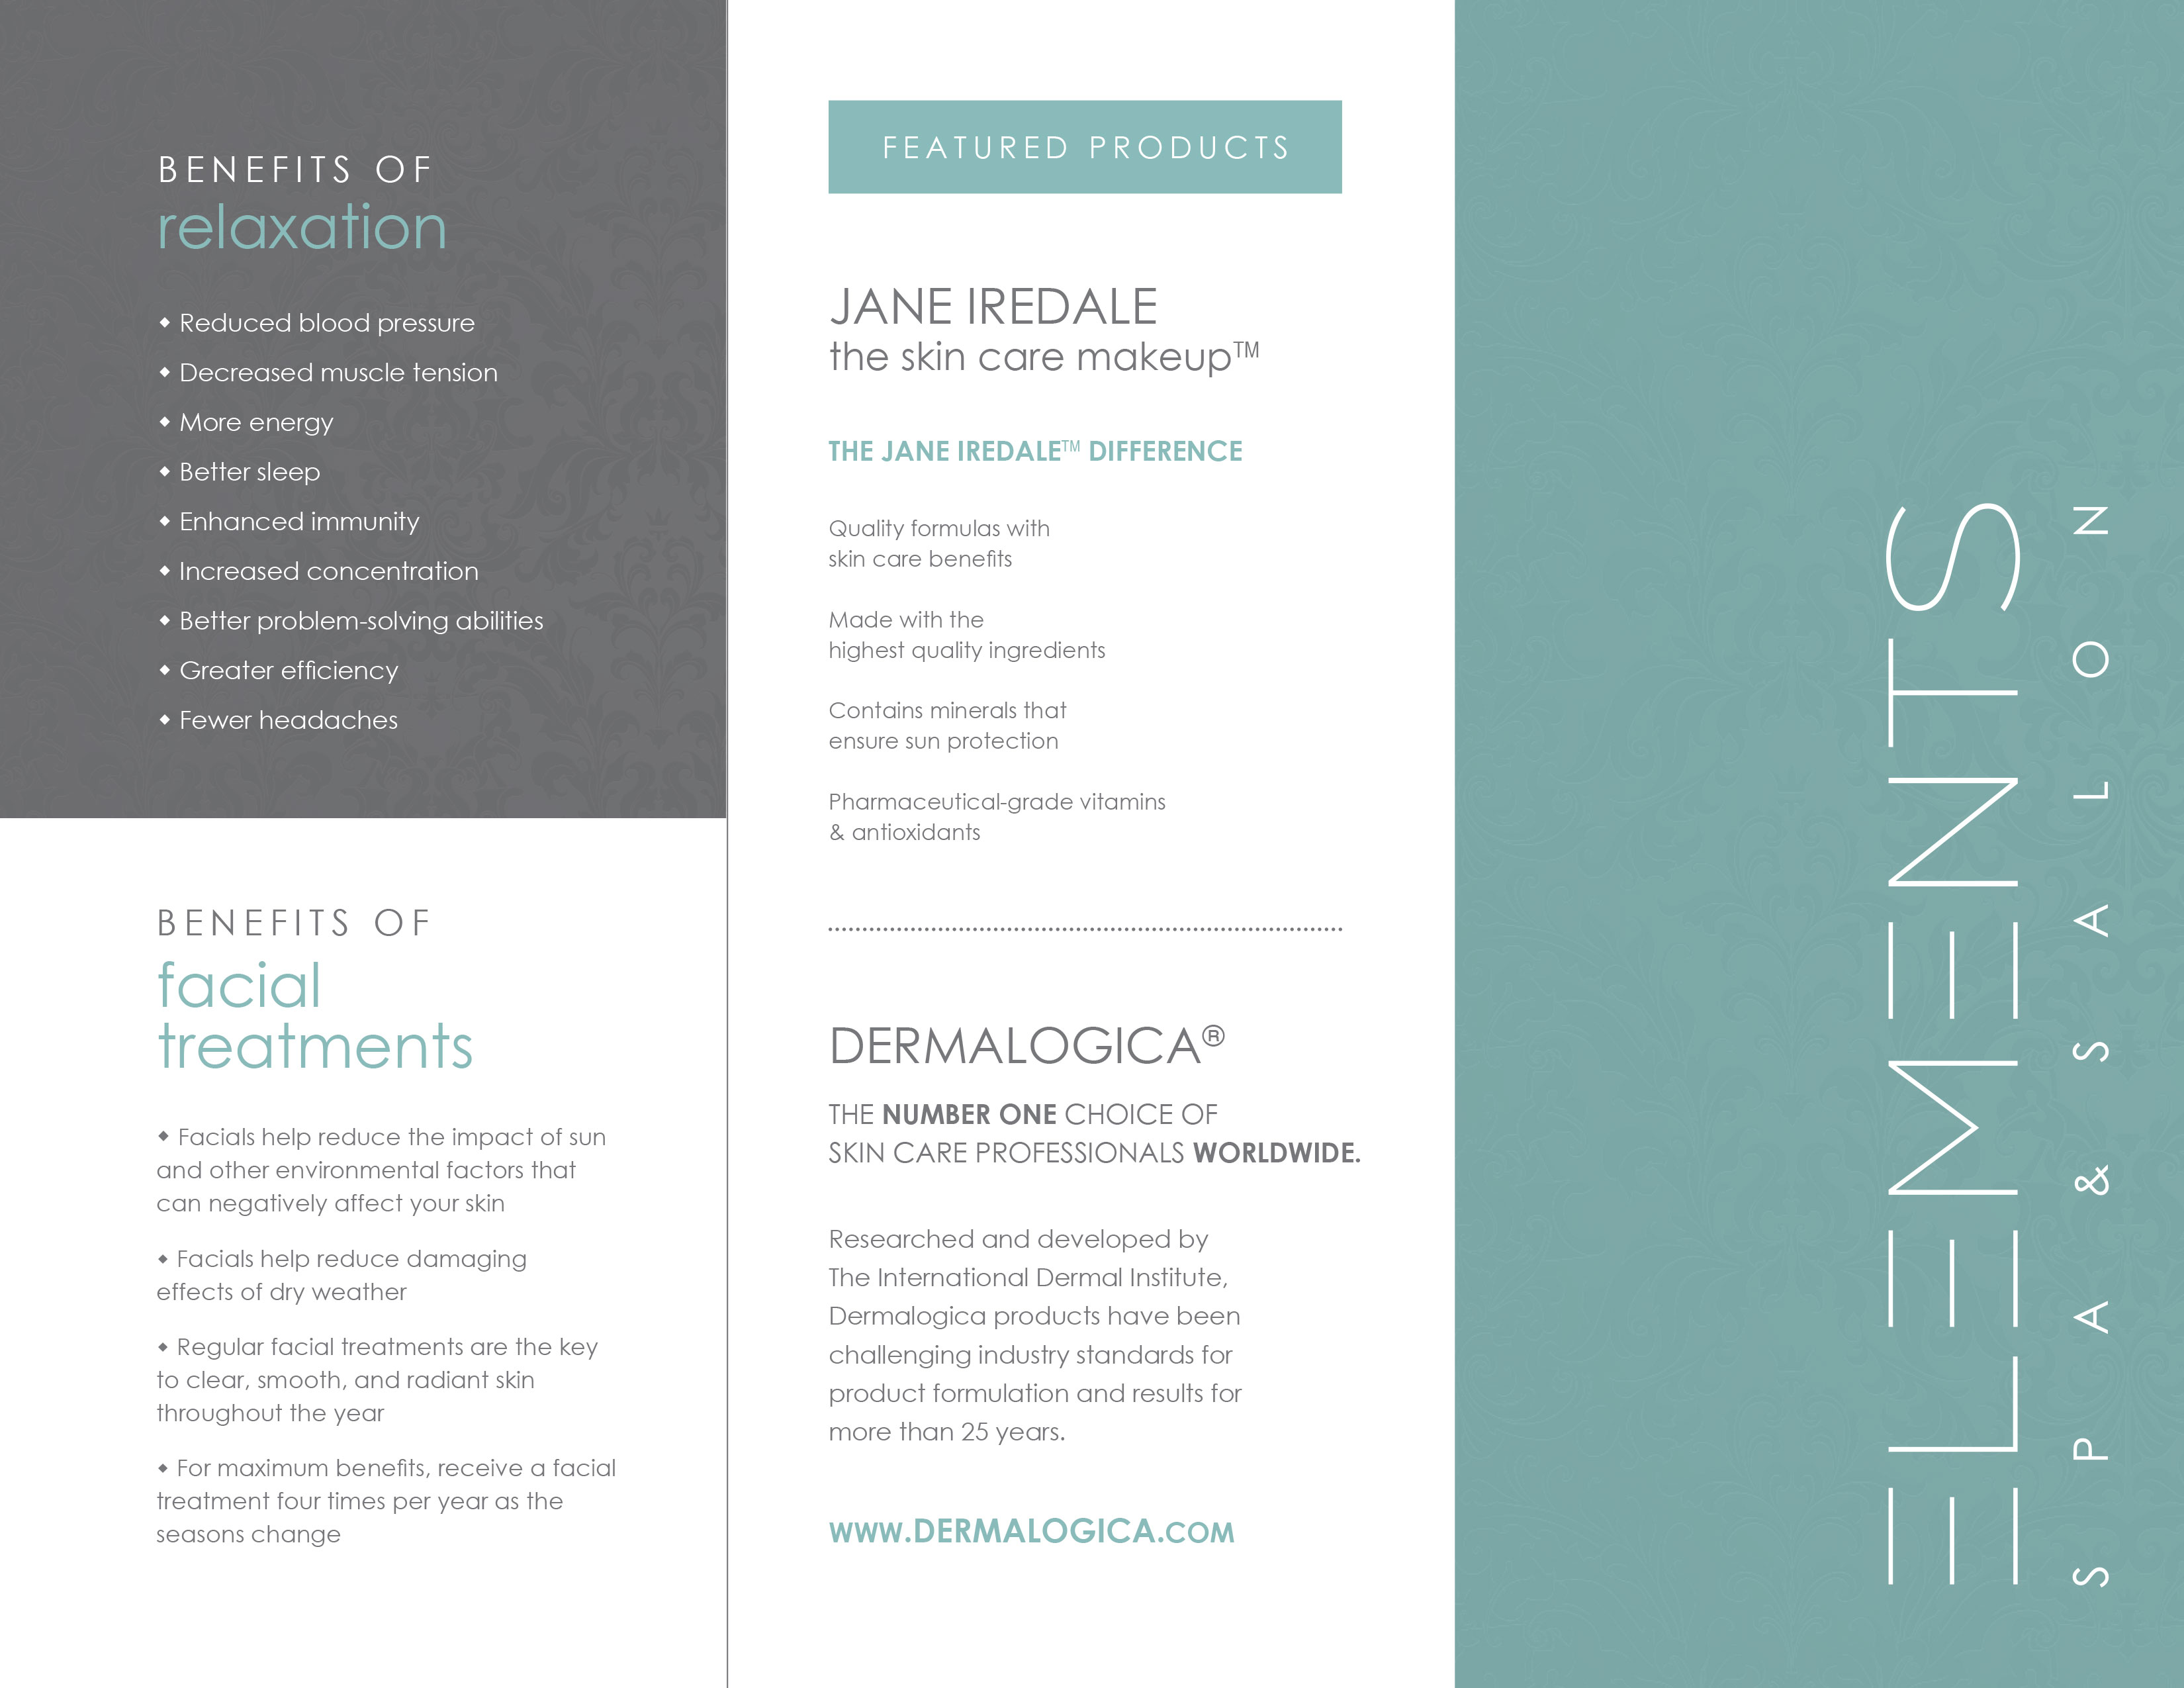 BENEFITS OF
relaxation
◆ Reduced blood pressure
◆ Decreased muscle tension
◆ More energy
◆ Better sleep
◆ Enhanced immunity
◆ Increased concentration
◆ Better problem-solving abilities
◆ Greater efficiency
◆ Fewer headaches
BENEFITS OF
facial
treatments
◆ Facials help reduce the impact of sun
and other environmental factors that
can negatively affect your skin
◆ Facials help reduce damaging
effects of dry weather
◆ Regular facial treatments are the key
to clear, smooth, and radiant skin
throughout the year
◆ For maximum benefits, receive a facial
treatment four times per year as the
seasons change
FEATURED PRODUCTS
JANE IREDALE
the skin care makeup™
THE JANE IREDALE™ DIFFERENCE
Quality formulas with
skin care benefits
Made with the
highest quality ingredients
Contains minerals that
ensure sun protection
Pharmaceutical-grade vitamins
& antioxidants
DERMALOGICA®
THE NUMBER ONE CHOICE OF
SKIN CARE PROFESSIONALS WORLDWIDE.
Researched and developed by
The International Dermal Institute,
Dermalogica products have been
challenging industry standards for
product formulation and results for
more than 25 years.
WWW.DERMALOGICA.COM
ELEMENTS
SPA & SALON